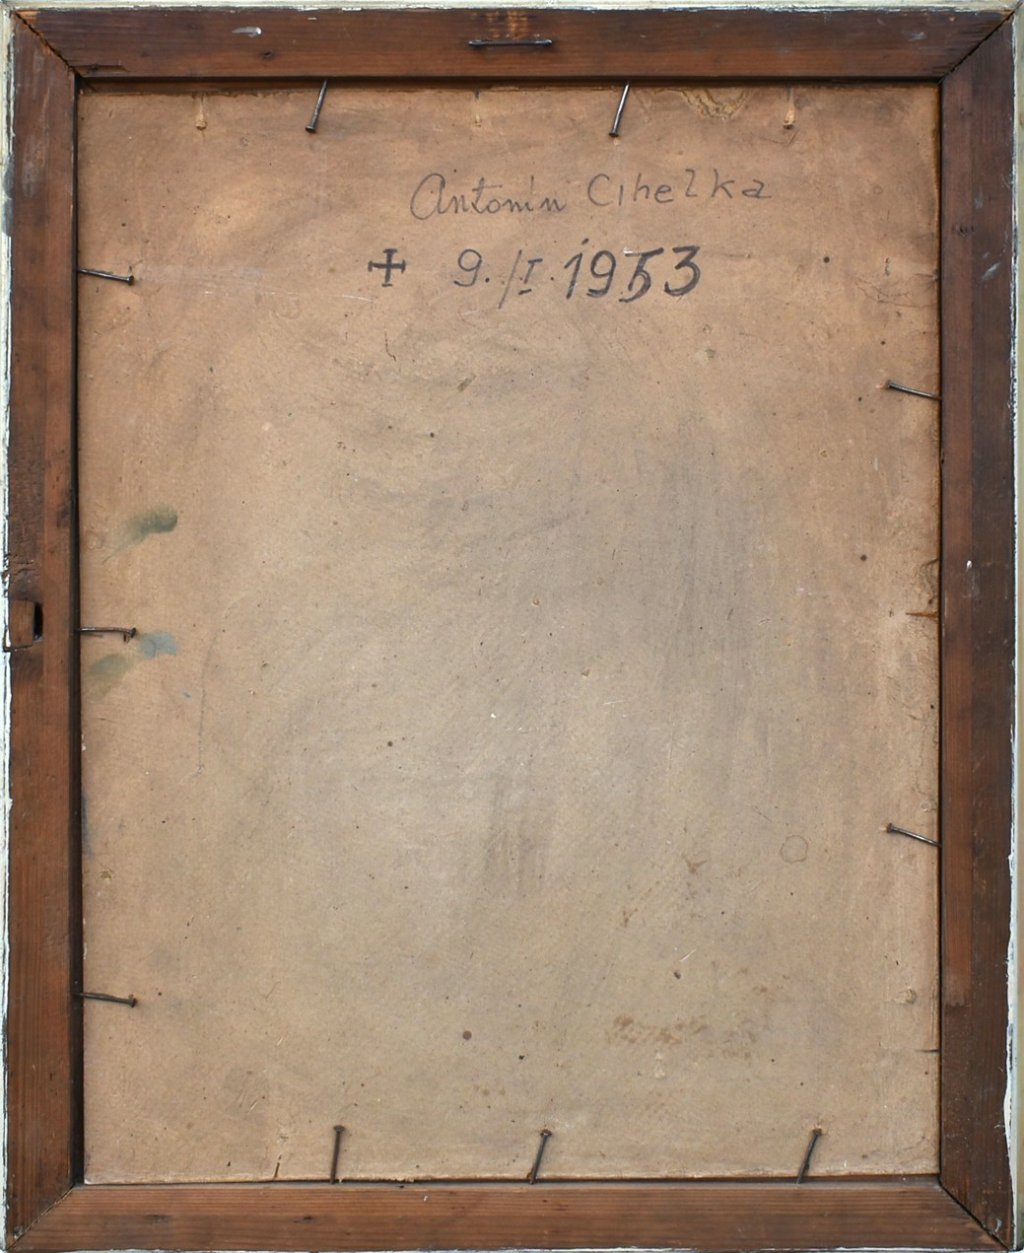 Antonín Cihelka
+ 9./I. 1953